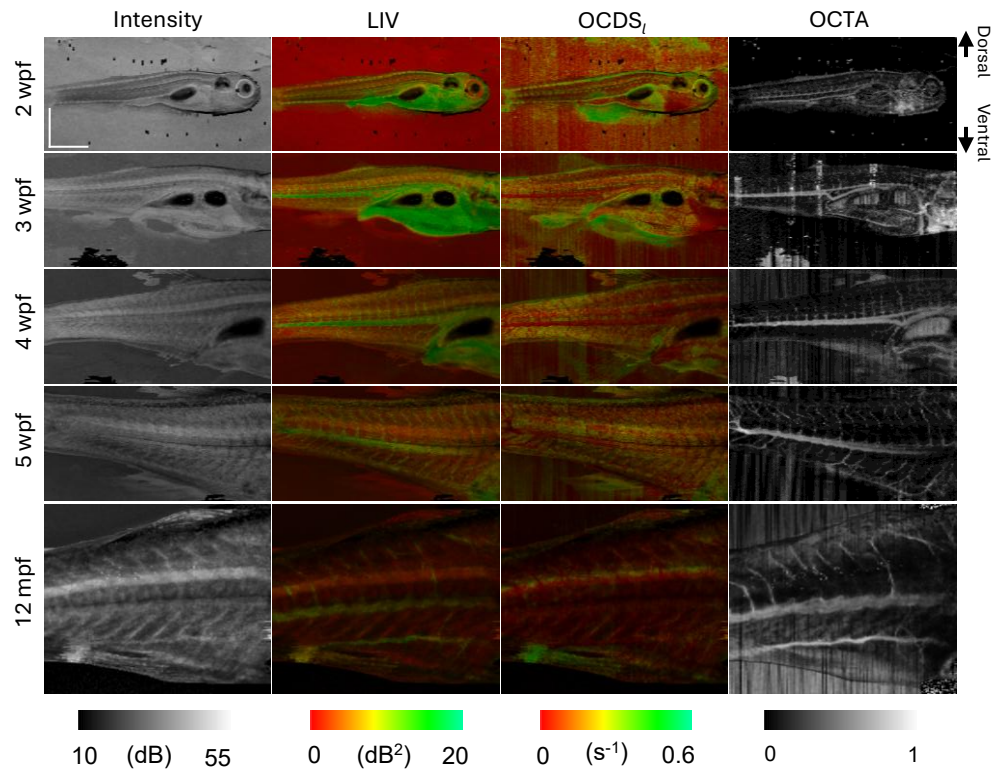 Intensity LIV OCDSₗ OCTA
Dorsal
Ventral
2 wpf
3 wpf
4 wpf
5 wpf
12 mpf
10 (dB) 55
0 (dB²) 20
0 (s⁻¹) 0.6
0 1